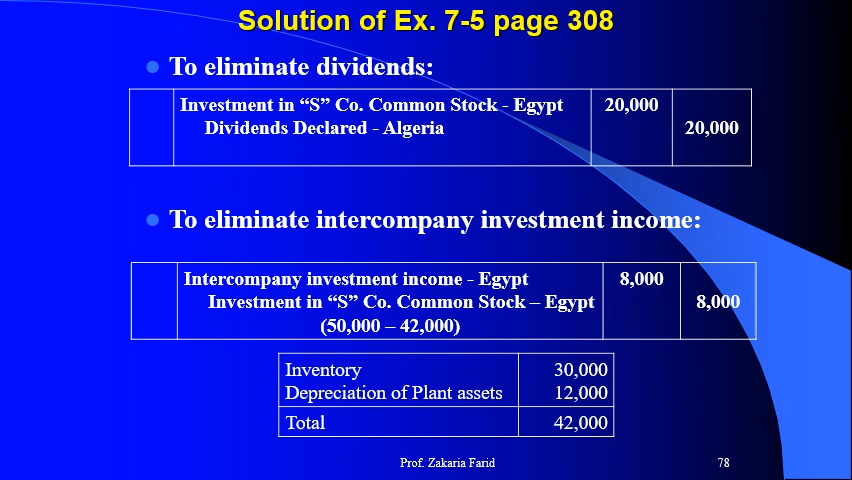 Solution of Ex. 7-5 page 308
To eliminate dividends:
Investment in “S” Co. Common Stock - Egypt 20,000
Dividends Declared - Algeria 20,000
To eliminate intercompany investment income:
Intercompany investment income - Egypt 8,000
Investment in “S” Co. Common Stock – Egypt 8,000
(50,000 – 42,000)
Inventory 30,000
Depreciation of Plant assets 12,000
Total 42,000
Prof. Zakaria Farid 78